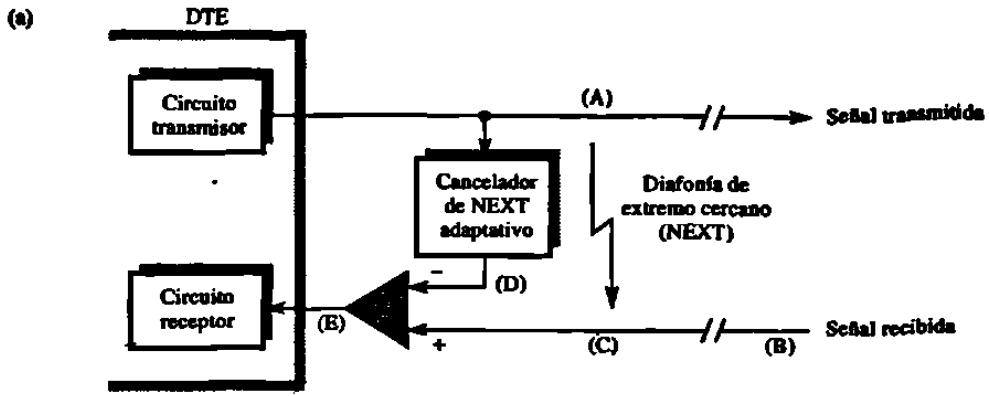 (a)
DTE
Circuito
transmisor
(A)
Señal transmitida
Cancelador
de NEXT
adaptativo
Diafonía de
extremo cercano
(NEXT)
−
(D)
Circuito
receptor
(E)
+
(C)
(B)
Señal recibida